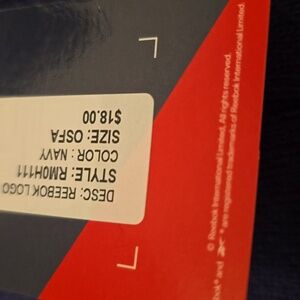 DESC: REEBOK LOGO
STYLE: RM0H111
COLOR : NAVY
SIZE: OSFA
$18.00
© Reebok International Limited. All rights reserved.
are registered trademarks of Reebok International Limited.